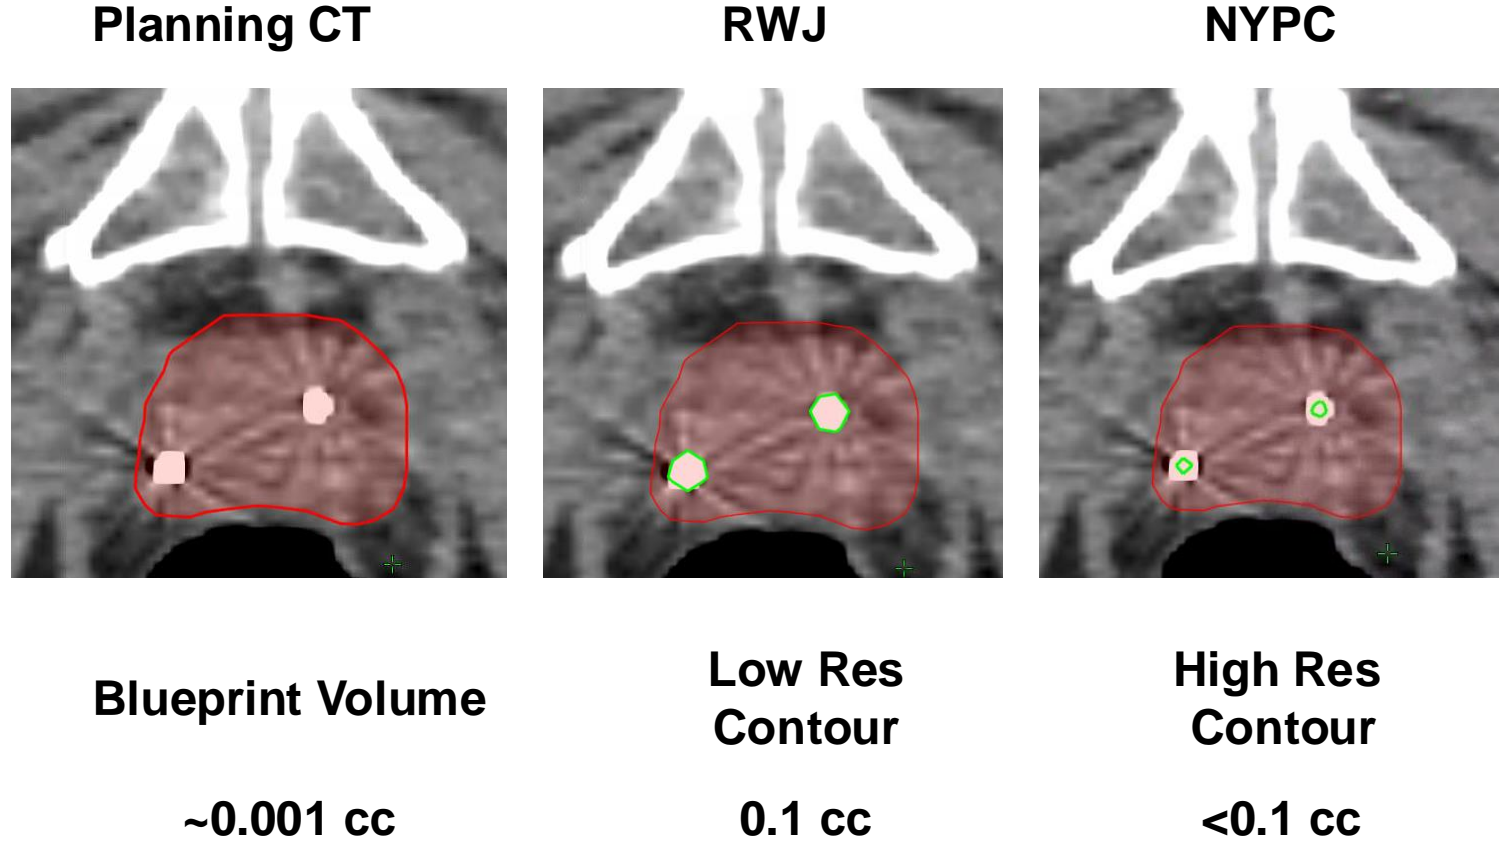 Planning CT
RWJ
NYPC
Blueprint Volume
Low Res
Contour
High Res
Contour
~0.001 cc
0.1 cc
<0.1 cc